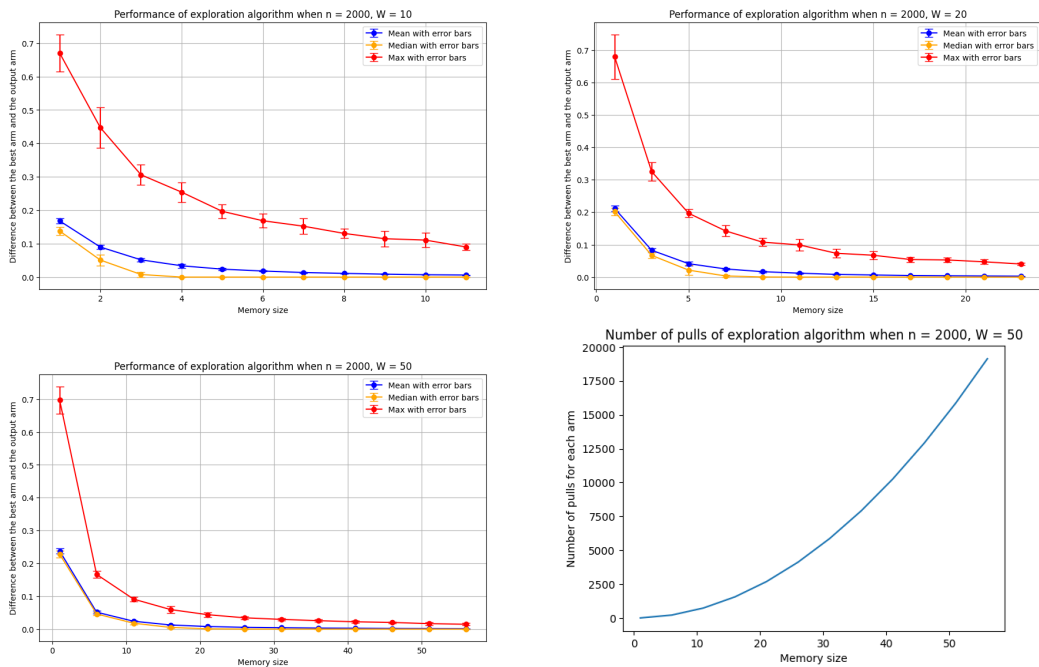 Performance of exploration algorithm when n = 2000, W = 10
Difference between the best arm and the output arm
0.7
0.6
0.5
0.4
0.3
0.2
0.1
0.0
Mean with error bars
Median with error bars
Max with error bars
2
4
6
8
10
Memory size
Performance of exploration algorithm when n = 2000, W = 20
Difference between the best arm and the output arm
0.7
0.6
0.5
0.4
0.3
0.2
0.1
0.0
Mean with error bars
Median with error bars
Max with error bars
0
5
10
15
20
Memory size
Performance of exploration algorithm when n = 2000, W = 50
Difference between the best arm and the output arm
0.7
0.6
0.5
0.4
0.3
0.2
0.1
0.0
Mean with error bars
Median with error bars
Max with error bars
0
10
20
30
40
50
Memory size
Number of pulls of exploration algorithm when n = 2000, W = 50
Number of pulls for each arm
20000
17500
15000
12500
10000
7500
5000
2500
0
0
10
20
30
40
50
Memory size